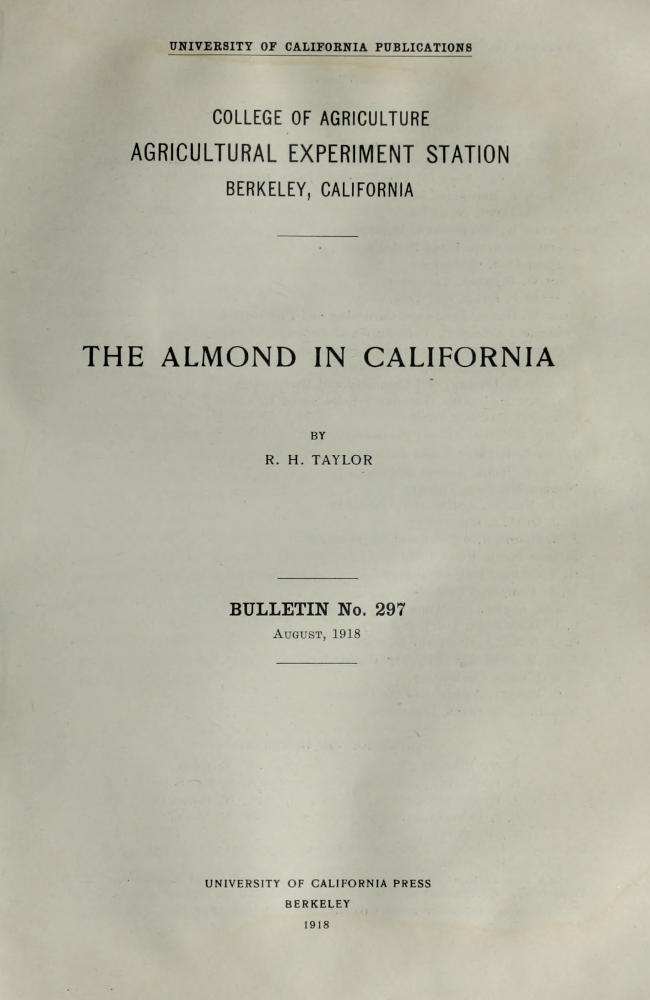 UNIVERSITY OF CALIFORNIA PUBLICATIONS
COLLEGE OF AGRICULTURE
AGRICULTURAL EXPERIMENT STATION
BERKELEY, CALIFORNIA
THE ALMOND IN CALIFORNIA
BY
R. H. TAYLOR
BULLETIN No. 297
August, 1918
UNIVERSITY OF CALIFORNIA PRESS
BERKELEY
1918